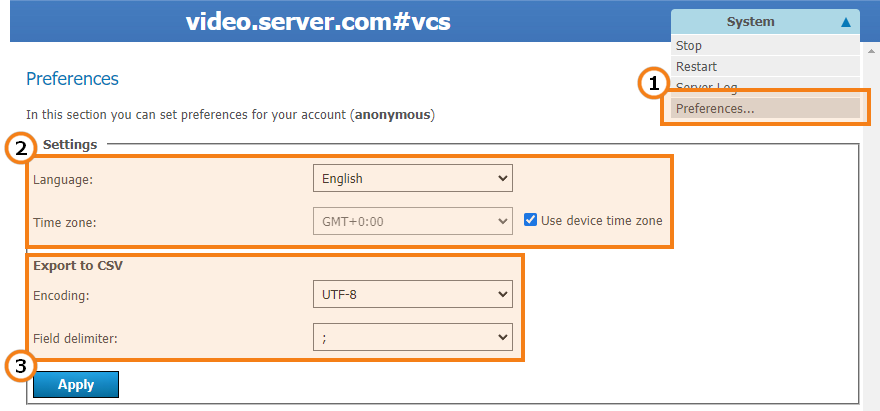 video.server.com#vcs
System
Stop
Restart
1
Server Log
Preferences...
Preferences
In this section you can set preferences for your account (anonymous)
2
Settings
Language:
English
Time zone:
GMT+0:00
Use device time zone
Export to CSV
Encoding:
UTF-8
Field delimiter:
;
3
Apply